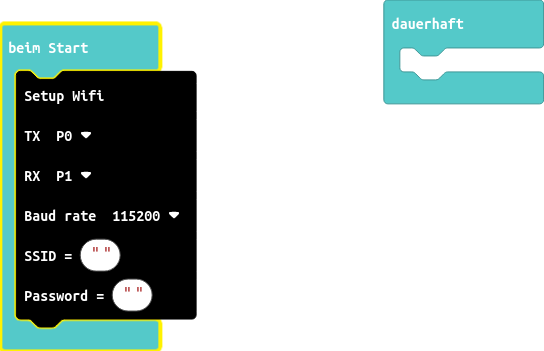 beim Start
Setup Wifi
TX P0
RX P1
Baud rate 115200
SSID = " "
Password = " "
dauerhaft